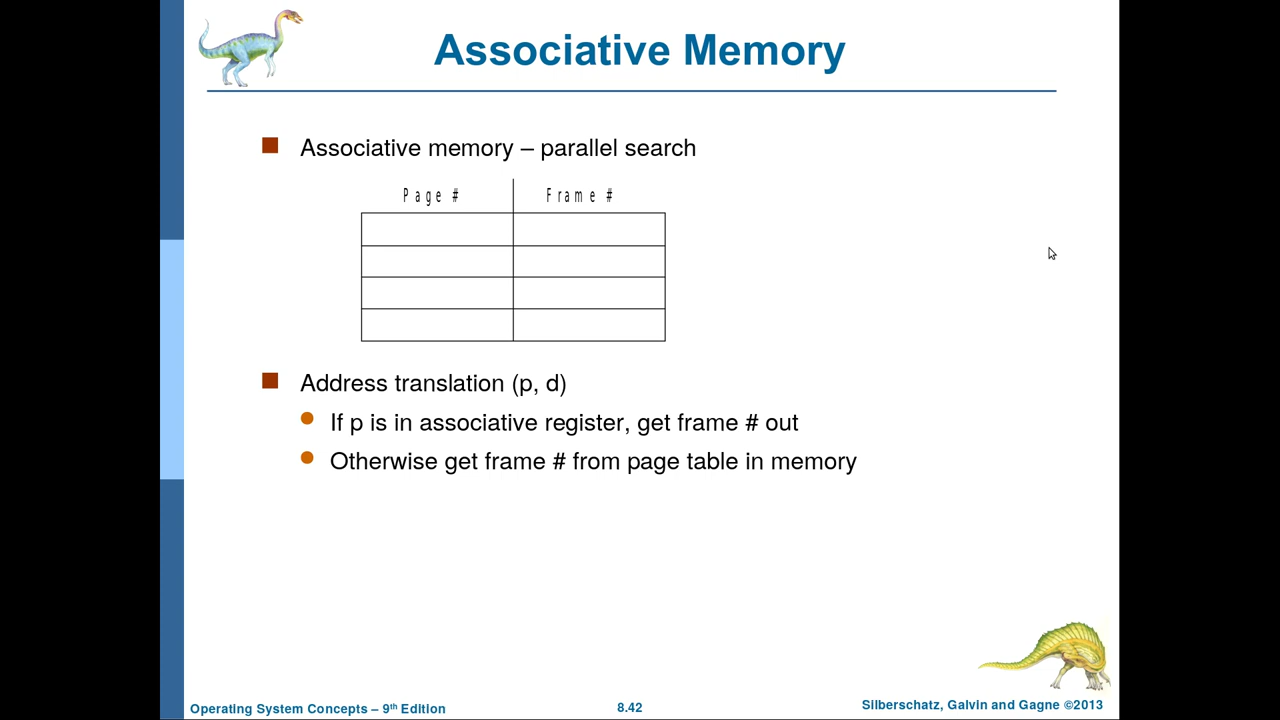 Associative Memory
Associative memory – parallel search
Page # Frame #
Address translation (p, d)
If p is in associative register, get frame # out
Otherwise get frame # from page table in memory
Operating System Concepts – 9th Edition 8.42 Silberschatz, Galvin and Gagne ©2013